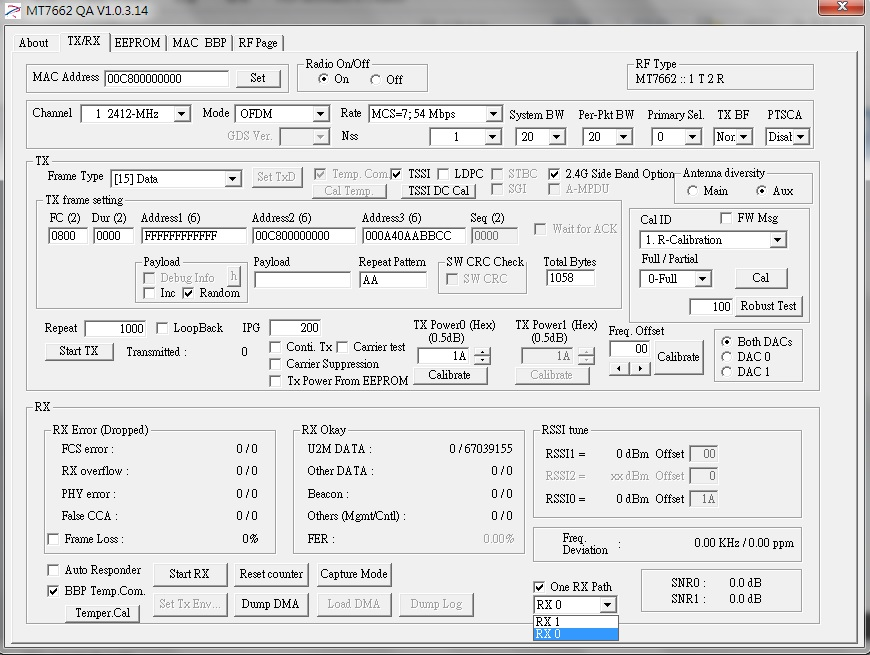 MT7662 QA V1.0.3.14
About TX/RX EEPROM MAC BBP RF Page
MAC Address 00C800000000 Set
Radio On/Off
On Off
RF Type
MT7662 :: 1 T 2 R
Channel 1 2412-MHz Mode OFDM Rate MCS=7; 54 Mbps System BW Per-Pkt BW Primary Sel. TX BF PTSCA
GDS Ver. Nss 1 20 20 0 Nor Disal
TX
Frame Type [15] Data Set TxD Temp. Com. TSSI LDPC STBC 2.4G Side Band Option
Cal Temp. TSSI DC Cal SGI A-MPDU
Antenna diversity
Main Aux
TX frame setting
FC (2) Dur (2) Address1 (6) Address2 (6) Address3 (6) Seq (2)
0800 0000 FFFFFFFFFFFF 00C800000000 000A40AABBCC 0000 Wait for ACK
Payload
Debug Info h
Inc Random
Payload Repeat Pattern
AA
SW CRC Check
SW CRC
Total Bytes
1058
Cal ID FW Msg
1. R-Calibration
Full / Partial
0-Full Cal
100 Robust Test
Repeat 1000 LoopBack IPG 200
Start TX Transmitted : 0
Conti. Tx Carrier test
Carrier Suppression
Tx Power From EEPROM
TX Power0 (Hex)
(0.5dB)
1A
Calibrate
TX Power1 (Hex)
(0.5dB)
1A
Calibrate
Freq. Offset
00
Calibrate
Both DACs
DAC 0
DAC 1
RX
RX Error (Dropped)
FCS error : 0 / 0
RX overflow : 0 / 0
PHY error : 0 / 0
False CCA : 0 / 0
Frame Loss : 0%
RX Okay
U2M DATA : 0 / 67039155
Other DATA : 0 / 0
Beacon : 0 / 0
Others (Mgmt/Cntl) : 0 / 0
FER : 0.00%
RSSI tune
RSSI1 = 0 dBm Offset 00
RSSI2 = xx dBm Offset 0
RSSI0 = 0 dBm Offset 1A
Freq.
Deviation : 0.00 KHz / 0.00 ppm
Auto Responder
BBP Temp.Com.
Temper.Cal
Start RX Reset counter Capture Mode
Set Tx Env... Dump DMA Load DMA Dump Log
One RX Path
RX 0
RX 1
RX 0
SNR0 : 0.0 dB
SNR1 : 0.0 dB